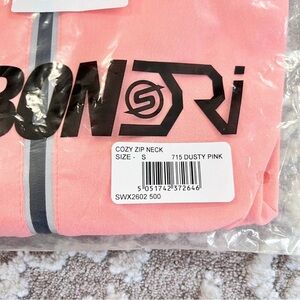 BONDRI
COZY ZIP NECK
SIZE - S 715 DUSTY PINK
5 051742 372646
SWX2602 500